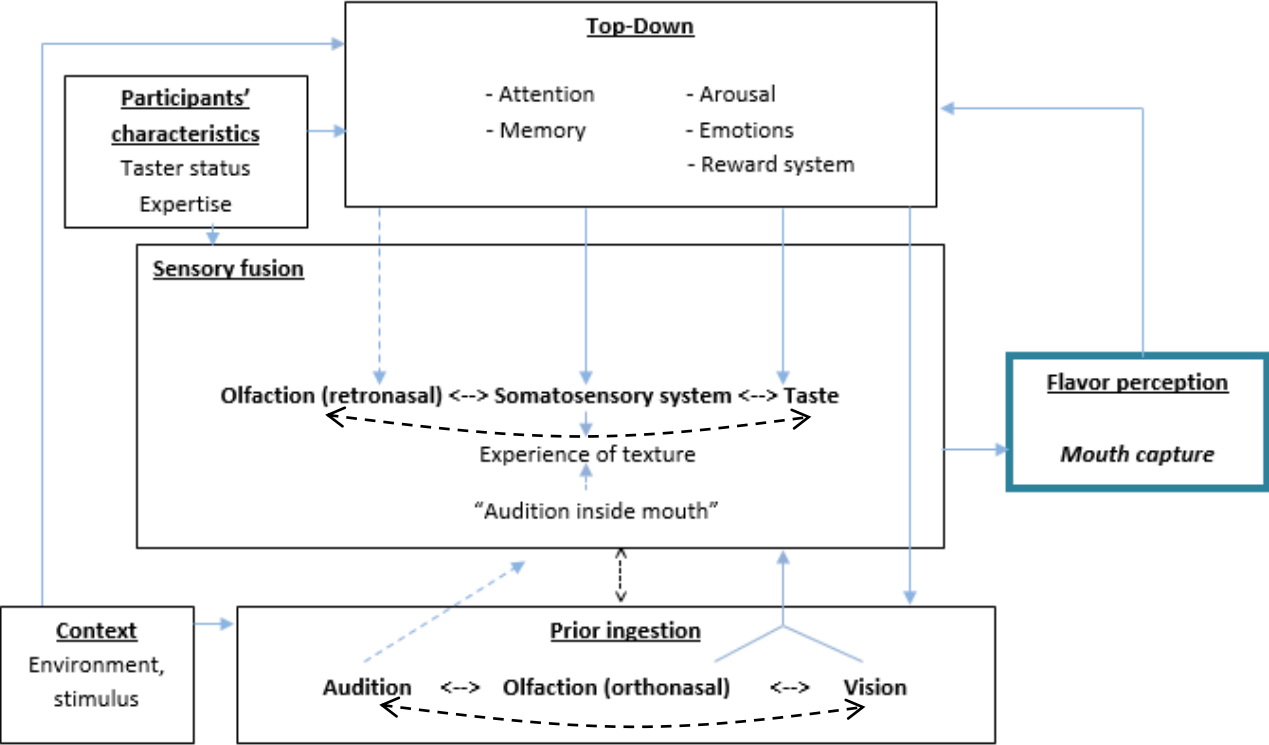 Top-Down
- Attention
- Arousal
- Memory
- Emotions
- Reward system
Participants’
characteristics
Taster status
Expertise
Sensory fusion
Olfaction (retronasal) <--> Somatosensory system <--> Taste
Experience of texture
“Audition inside mouth”
Flavor perception
Mouth capture
Context
Environment,
stimulus
Prior ingestion
Audition <--> Olfaction (orthonasal) <--> Vision